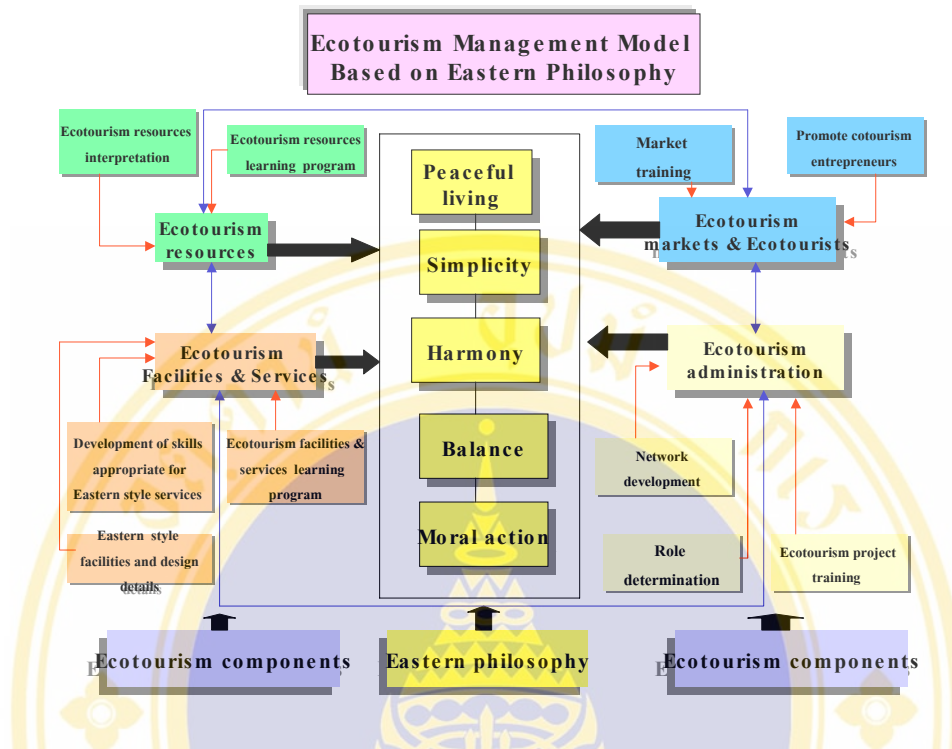 Ecotourism Management Model
Based on Eastern Philosophy
Ecotourism resources
interpretation
Ecotourism resources
learning program
Market
training
Promote cotourism
entrepreneurs
Peaceful
living
Ecotourism
resources
Ecotourism
markets & Ecotourists
Simplicity
Ecotourism
Facilities & Services
Harmony
Ecotourism
administration
Development of skills
appropriate for
Eastern style services
Ecotourism facilities &
services learning
program
Balance
Network
development
Eastern style
facilities and design
details
Moral action
Role
determination
Ecotourism project
training
Ecotourism components
Eastern philosophy
Ecotourism components